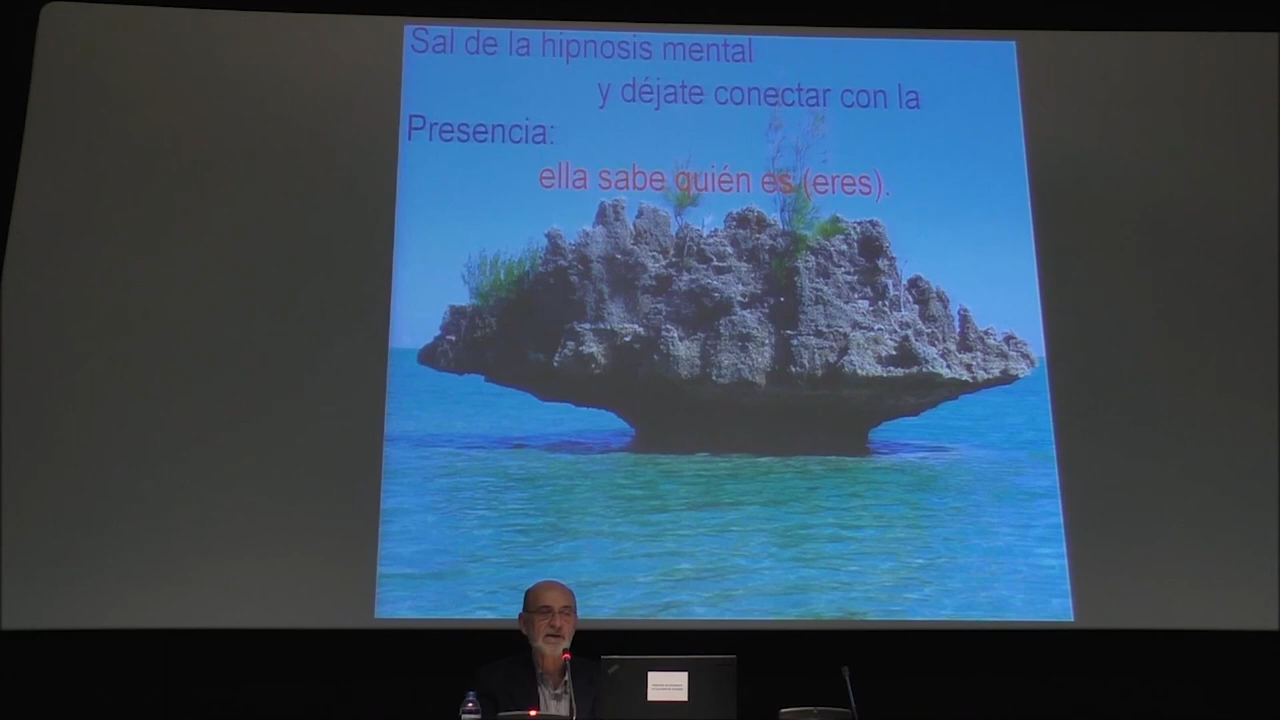 Sal de la hipnosis mental
y déjate conectar con la
Presencia:
ella sabe quién es (eres).